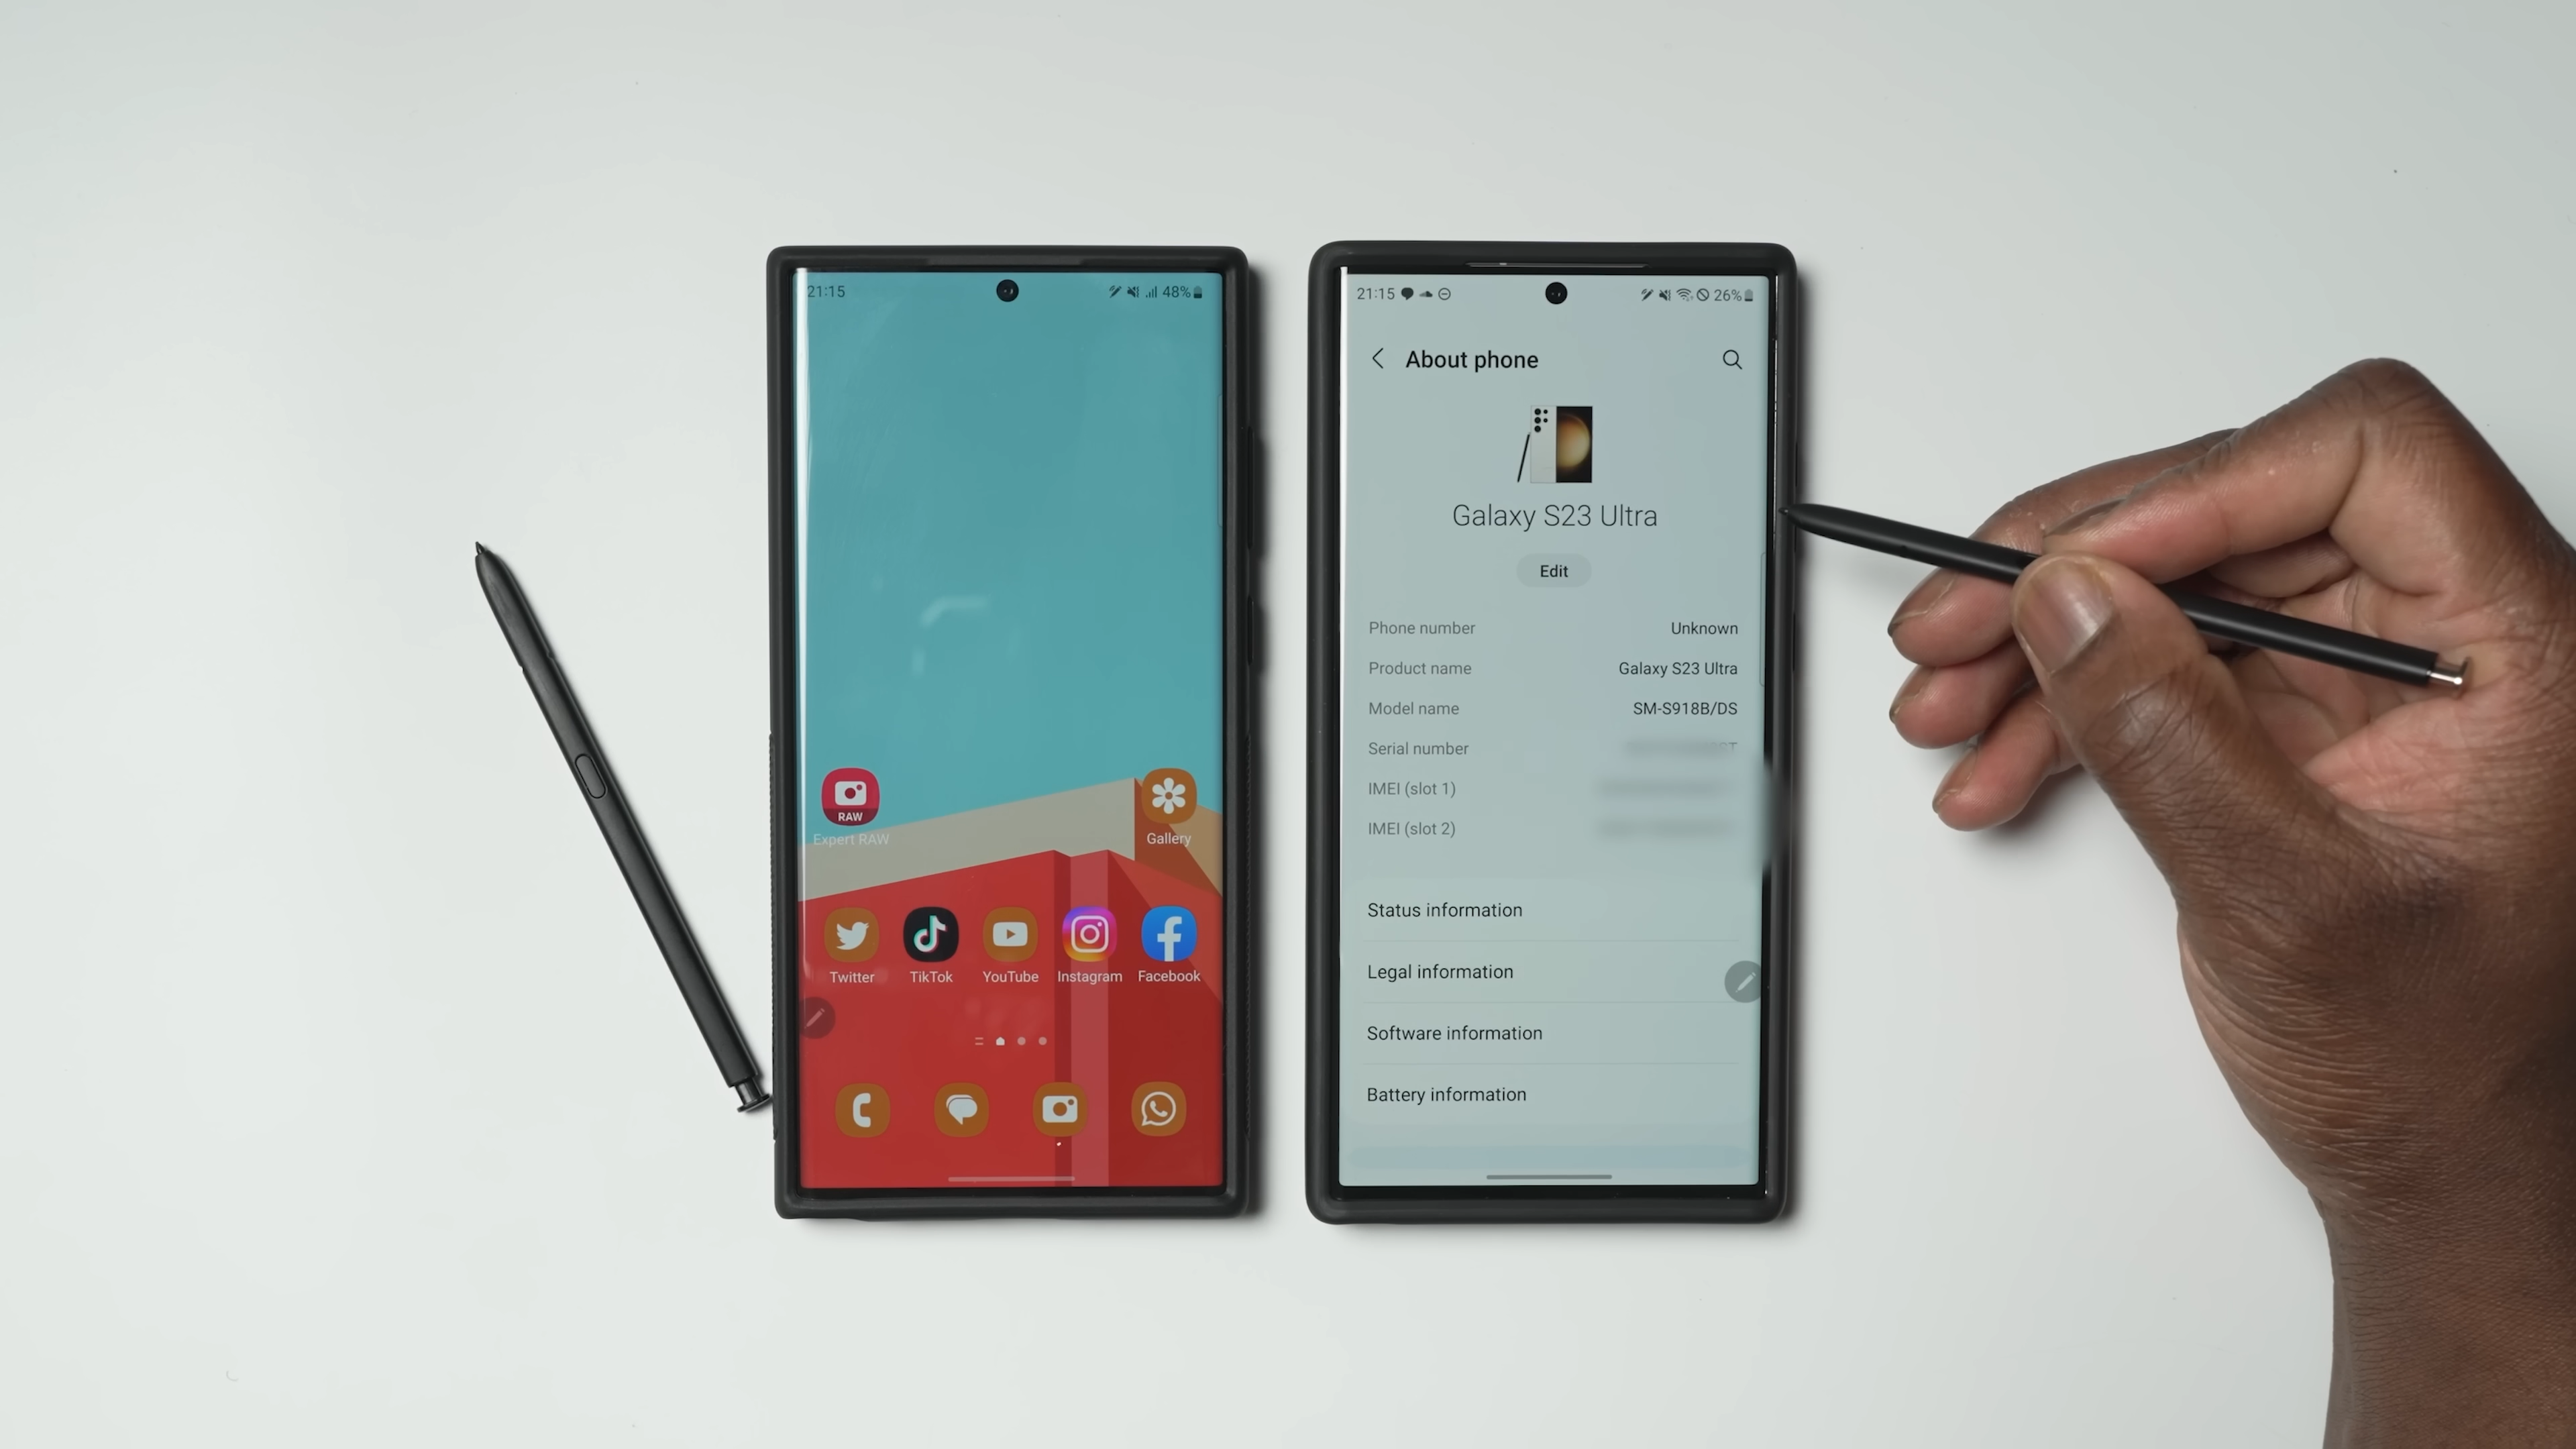 21:15
48%
RAW
Expert RAW
Gallery
Twitter
TikTok
YouTube
Instagram
Facebook
21:15
26%
About phone
Galaxy S23 Ultra
Edit
Phone number Unknown
Product name Galaxy S23 Ultra
Model name SM-S918B/DS
Serial number
IMEI (slot 1)
IMEI (slot 2)
Status information
Legal information
Software information
Battery information